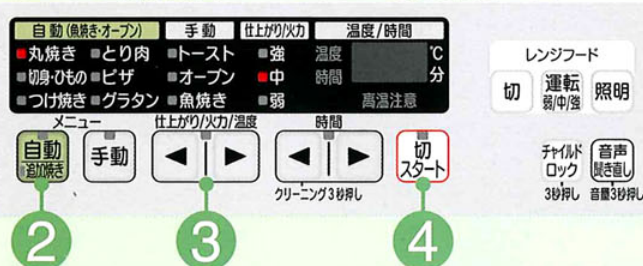 自動(魚焼き・オーブン) 手動 仕上がり/火力 温度/時間
丸焼き とり肉 トースト 強 温度 ℃
切身・ひもの ピザ オーブン 中 時間 分
つけ焼き グラタン 魚焼き 弱 高温注意
メニュー 仕上がり/火力/温度 時間
自動
追加焼き
手動
切
スタート
クリーニング3秒押し
2 3 4
レンジフード
切
運転
弱/中/強
照明
チャイルド
ロック
3秒押し
音声
聞き直し
音量3秒押し